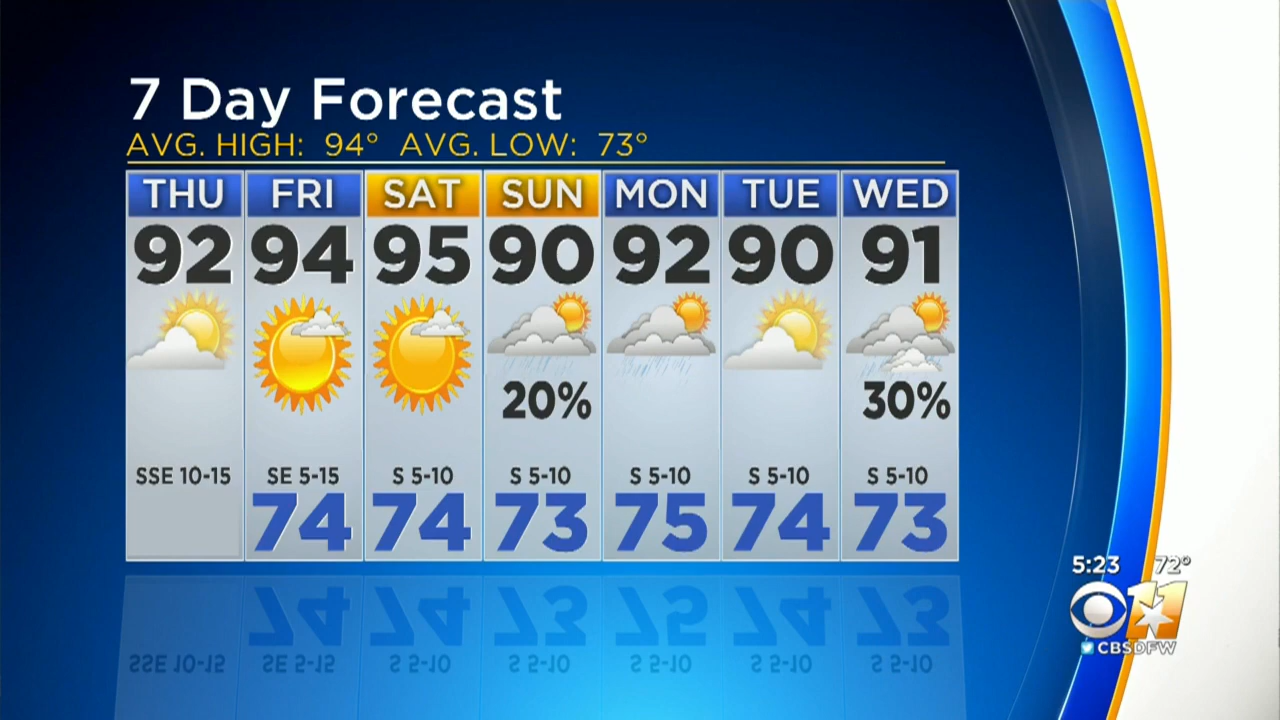 7 Day Forecast
AVG. HIGH: 94° AVG. LOW: 73°
THU FRI SAT SUN MON TUE WED
92 94 95 90 92 90 91
20% 30%
SSE 10-15 SE 5-15 S 5-10 S 5-10 S 5-10 S 5-10 S 5-10
74 74 73 75 74 73
5:23 72°
11
CBSDFW